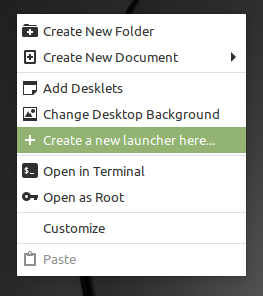 Create New Folder
Create New Document
Add Desklets
Change Desktop Background
Create a new launcher here...
Open in Terminal
Open as Root
Customize
Paste